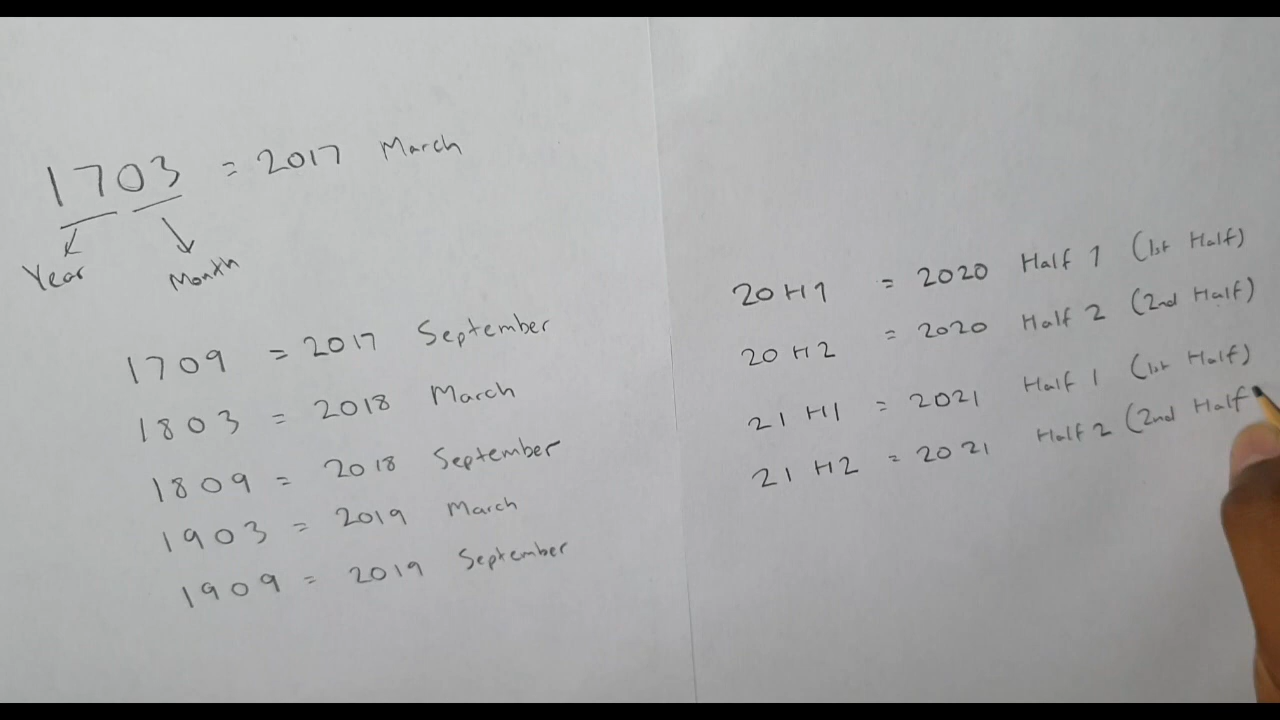 1703 = 2017 March
Year
Month
1709 = 2017 September
1803 = 2018 March
1809 = 2018 September
1903 = 2019 March
1909 = 2019 September
20H1 = 2020 Half 1 (1st Half)
20H2 = 2020 Half 2 (2nd Half)
21H1 = 2021 Half 1 (1st Half)
21H2 = 2021 Half 2 (2nd Half